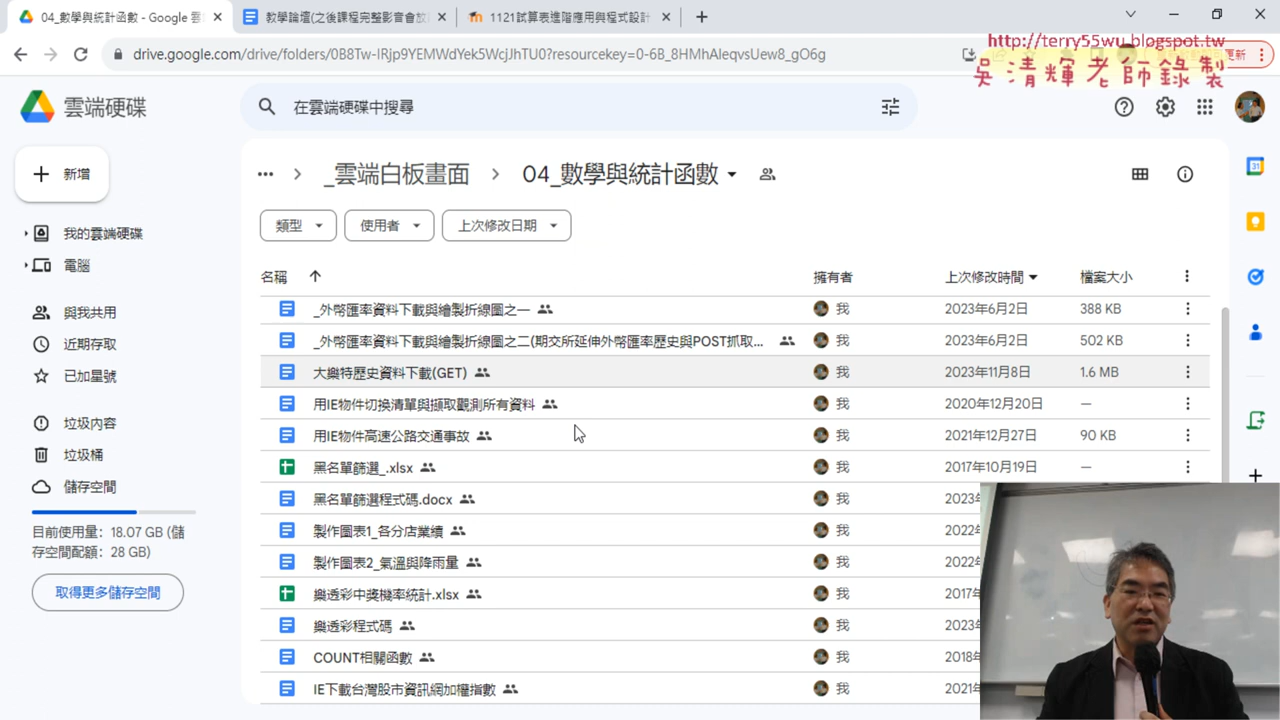 04_數學與統計函數 - Google 雲
教學論壇(之後課程完整影音會放
1121試算表進階應用與程式設計
drive.google.com/drive/folders/0B8Tw-IRjp9YEMWdYek5WclhTU0?resourcekey=0-6B_8HMhAleqvsUew8_gO6g
http://terry55wu.blogspot.tw
吳清輝老師錄製
更新
雲端硬碟
在雲端硬碟中搜尋
新增
_雲端白板畫面
04_數學與統計函數
類型
使用者
上次修改日期
我的雲端硬碟
電腦
與我共用
近期存取
已加星號
垃圾內容
垃圾桶
儲存空間
目前使用量：18.07 GB (儲
存空間配額：28 GB)
取得更多儲存空間
名稱 擁有者 上次修改時間 檔案大小
_外幣匯率資料下載與繪製折線圖之一 我 2023年6月2日 388 KB
_外幣匯率資料下載與繪製折線圖之二(期交所延伸外幣匯率歷史與POST抓取... 我 2023年6月2日 502 KB
大樂特歷史資料下載(GET) 我 2023年11月8日 1.6 MB
用IE物件切換清單與擷取觀測所有資料 我 2020年12月20日 —
用IE物件高速公路交通事故 我 2021年12月27日 90 KB
黑名單篩選_.xlsx 我 2017年10月19日 —
黑名單篩選程式碼.docx 我 2023
製作圖表1_各分店業績 我 2022
製作圖表2_氣溫與降雨量 我 2022
樂透彩中獎機率統計.xlsx 我 2017
樂透彩程式碼 我 2023
COUNT相關函數 我 2018
IE下載台灣股市資訊網加權指數 我 2021